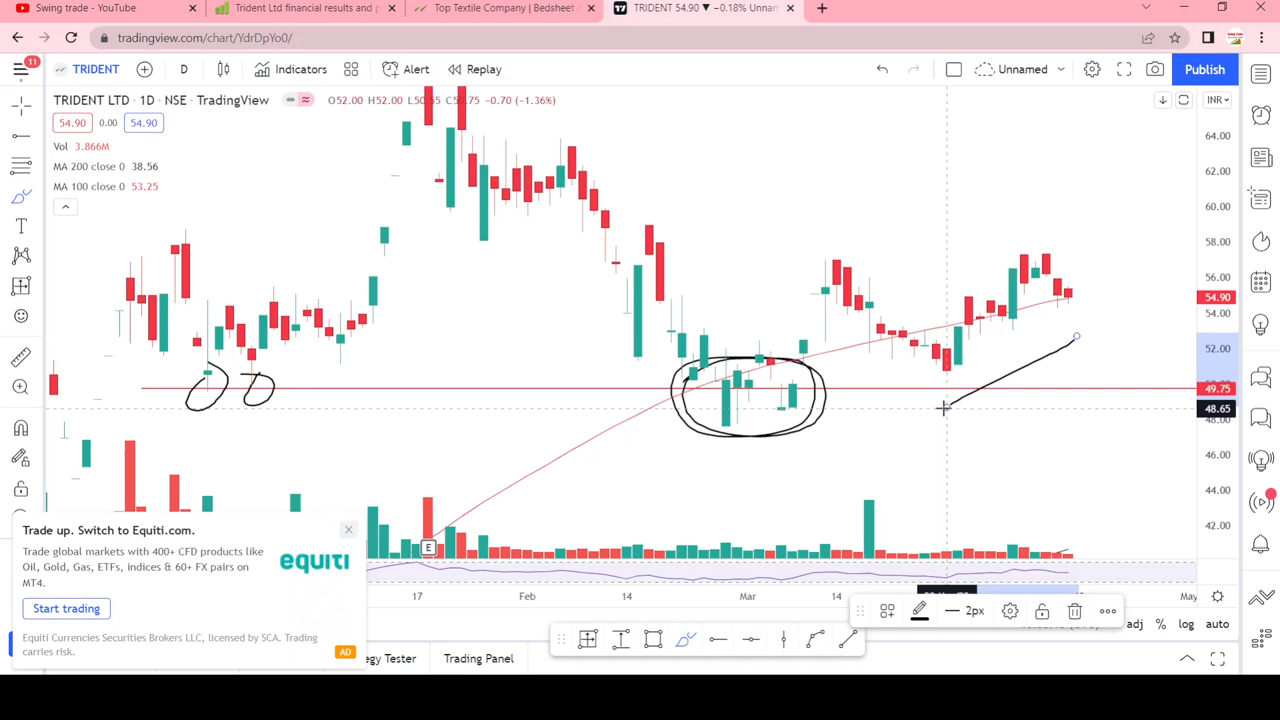 Swing trade - YouTube
Trident Ltd financial results and p
Top Textile Company | Bedsheet
TRIDENT 54.90 ▼ −0.18% Unnam
tradingview.com/chart/YdrDpYo0/
11
TRIDENT
D
Indicators
Alert
Replay
Unnamed
Publish
TRIDENT LTD · 1D · NSE · TradingView
O52.00 H52.00 L50.55 C50.75 −0.70 (−1.36%)
INR
54.90
0.00
54.90
Vol 3.866M
MA 200 close 0 38.56
MA 100 close 0 53.25
64.00
62.00
60.00
58.00
56.00
54.90
54.00
52.00
49.75
48.65
48.00
46.00
44.00
42.00
E
Trade up. Switch to Equiti.com.
Trade global markets with 400+ CFD products like
Oil, Gold, Gas, ETFs, indices & 60+ FX pairs on
MT4.
equiti
Start trading
Equiti Currencies Securities Brokers LLC, licensed by SCA. Trading
carries risk.
AD
17
Feb
14
Mar
14
May
2px
adj
%
log
auto
egy Tester
Trading Panel